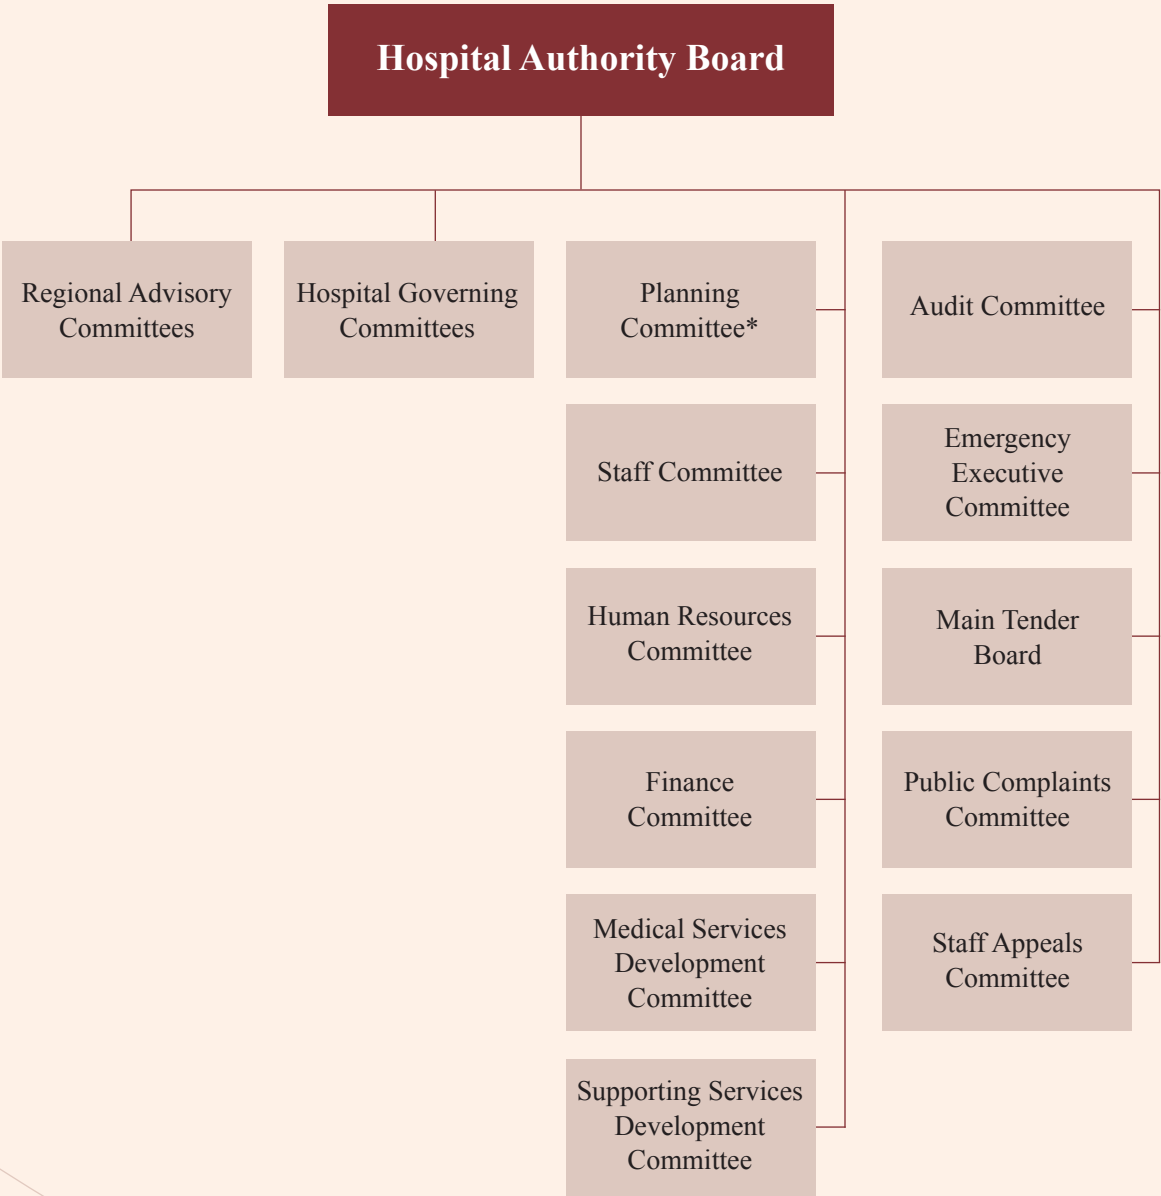 Hospital Authority Board
Regional Advisory
Committees
Hospital Governing
Committees
Planning
Committee*
Audit Committee
Staff Committee
Emergency
Executive
Committee
Human Resources
Committee
Main Tender
Board
Finance
Committee
Public Complaints
Committee
Medical Services
Development
Committee
Staff Appeals
Committee
Supporting Services
Development
Committee